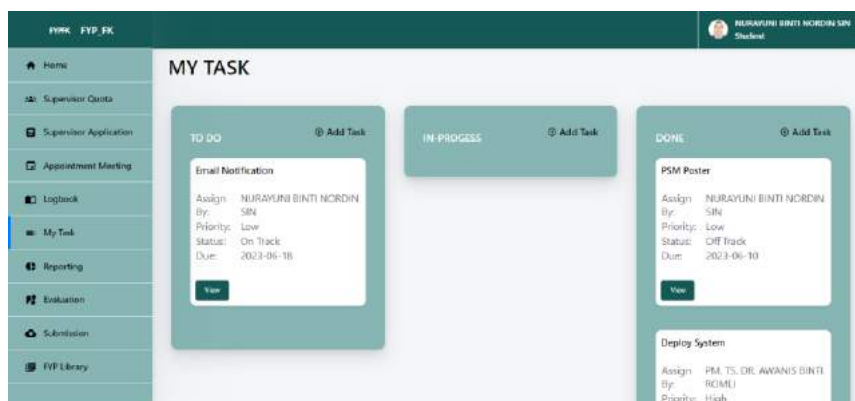 FYP_FK
NURAYUNI BINTI NORDIN SIN
Student
Home
Supervisor Quota
Supervisor Application
Appointment Meeting
Logbook
My Task
Reporting
Evaluation
Submission
FYP Library
MY TASK
TO DO
Add Task
Email Notification
Assign NURAYUNI BINTI NORDIN
By: SIN
Priority: Low
Status: On Track
Due: 2023-06-18
View
IN-PROGESS
Add Task
DONE
Add Task
PSM Poster
Assign NURAYUNI BINTI NORDIN
By: SIN
Priority: Low
Status: Off Track
Due: 2023-06-10
View
Deploy System
Assign PM. TS. DR. AWANIS BINTI
By: ROMLI
Priority: High